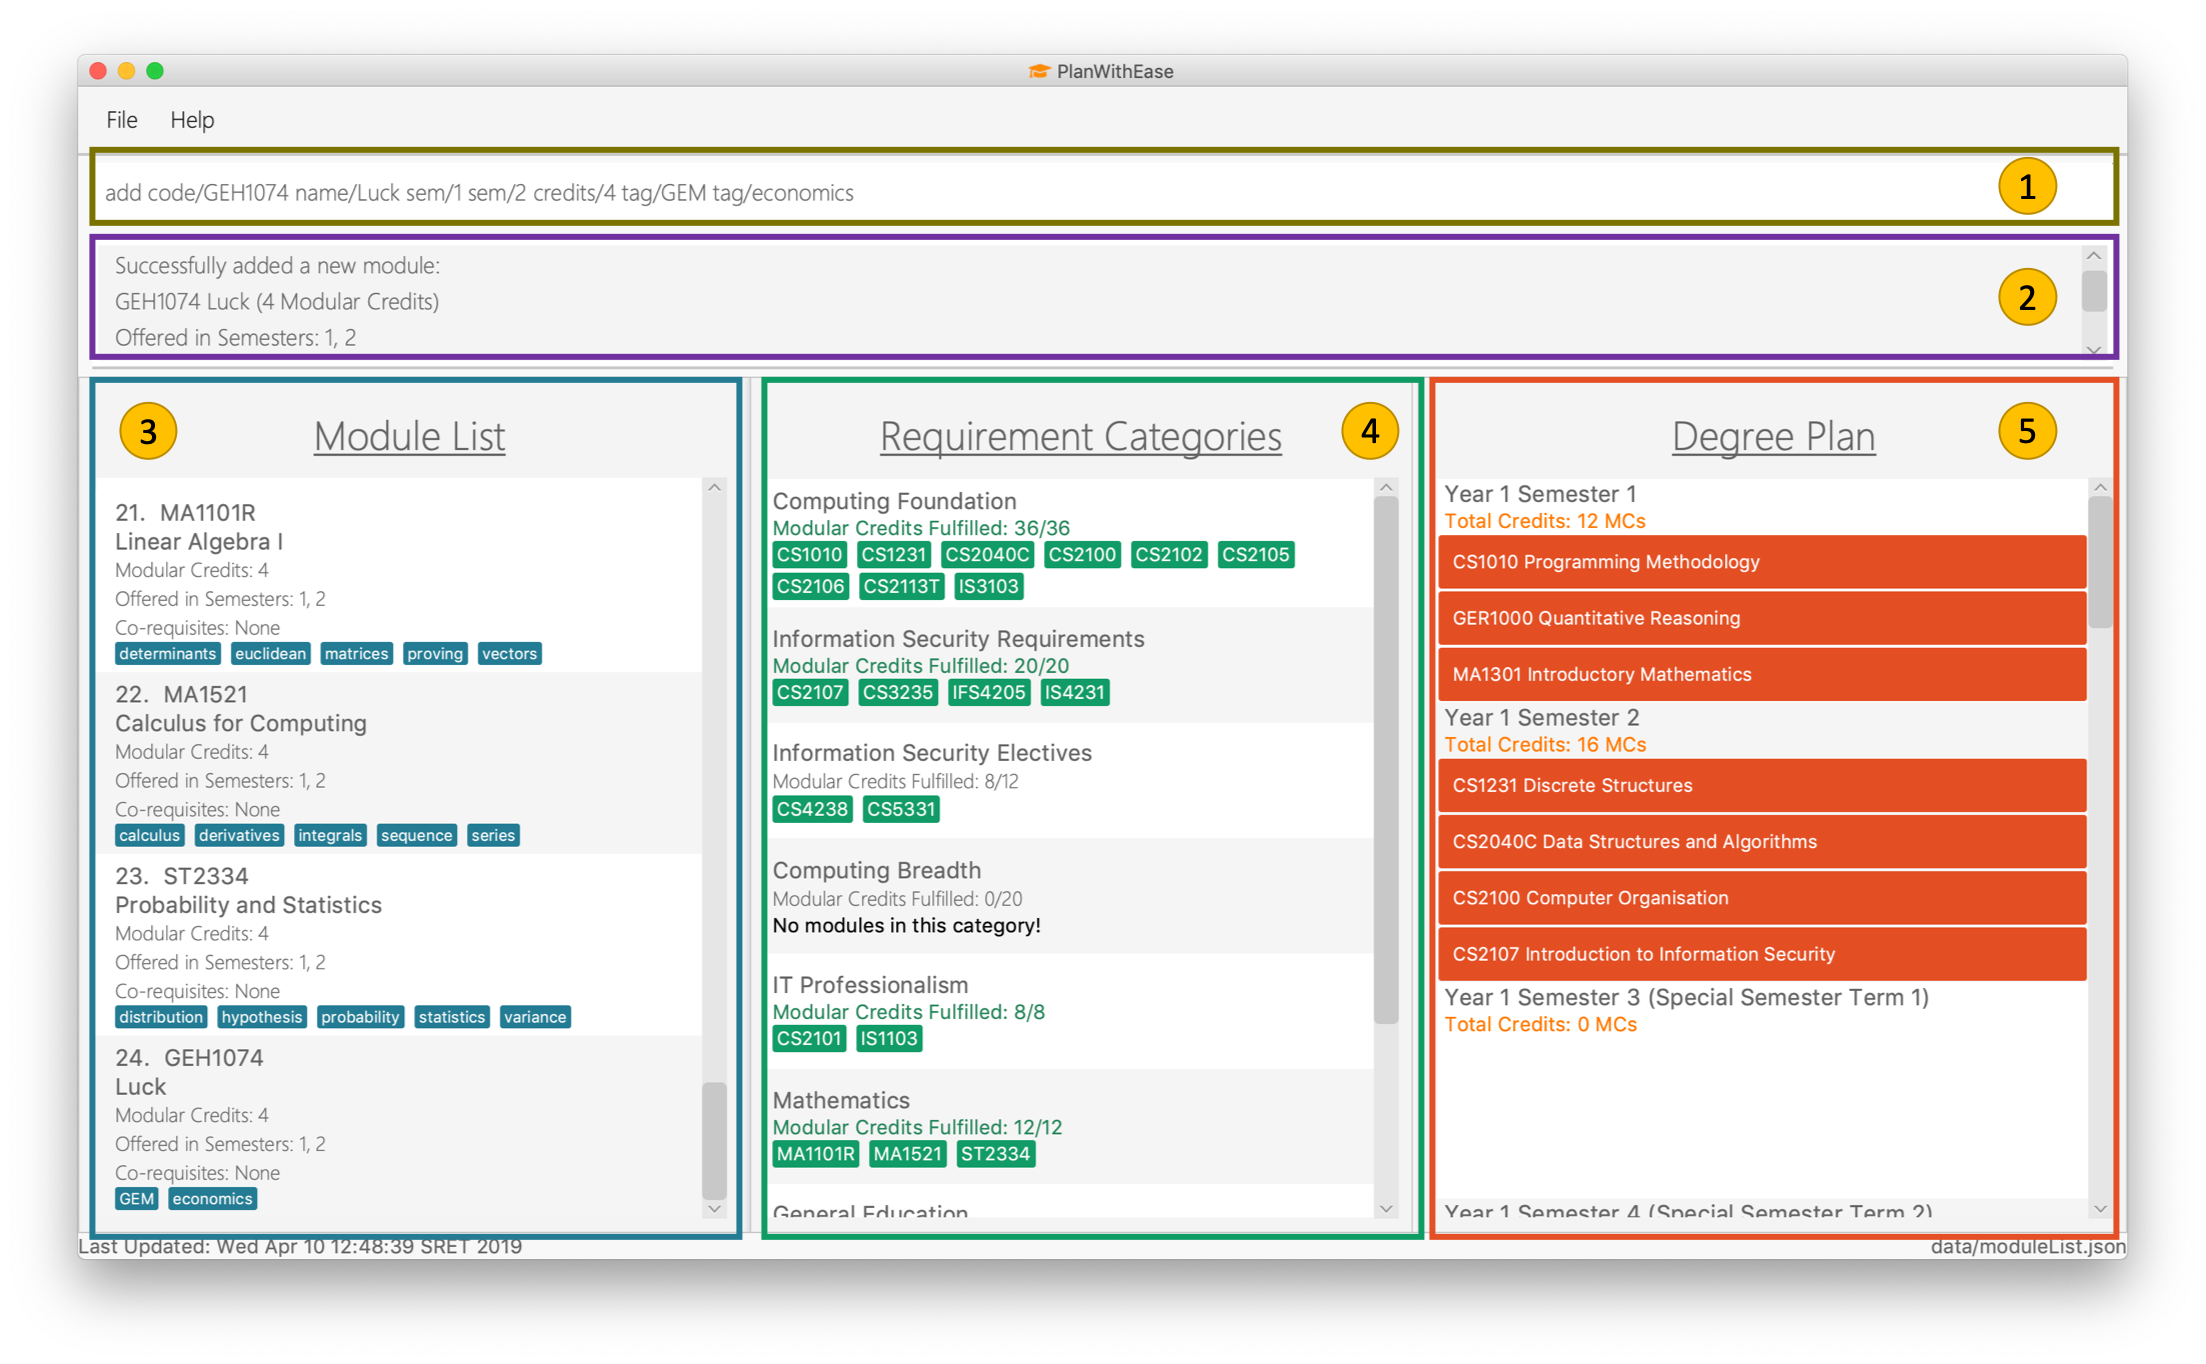 PlanWithEase
File Help
add code/GEH1074 name/Luck sem/1 sem/2 credits/4 tag/GEM tag/economics
1
Successfully added a new module:
GEH1074 Luck (4 Modular Credits)
Offered in Semesters: 1, 2
2
3
Module List
21. MA1101R
Linear Algebra I
Modular Credits: 4
Offered in Semesters: 1, 2
Co-requisites: None
determinants euclidean matrices proving vectors
22. MA1521
Calculus for Computing
Modular Credits: 4
Offered in Semesters: 1, 2
Co-requisites: None
calculus derivatives integrals sequence series
23. ST2334
Probability and Statistics
Modular Credits: 4
Offered in Semesters: 1, 2
Co-requisites: None
distribution hypothesis probability statistics variance
24. GEH1074
Luck
Modular Credits: 4
Offered in Semesters: 1, 2
Co-requisites: None
GEM economics
Requirement Categories
4
Computing Foundation
Modular Credits Fulfilled: 36/36
CS1010 CS1231 CS2040C CS2100 CS2102 CS2105
CS2106 CS2113T IS3103
Information Security Requirements
Modular Credits Fulfilled: 20/20
CS2107 CS3235 IFS4205 IS4231
Information Security Electives
Modular Credits Fulfilled: 8/12
CS4238 CS5331
Computing Breadth
Modular Credits Fulfilled: 0/20
No modules in this category!
IT Professionalism
Modular Credits Fulfilled: 8/8
CS2101 IS1103
Mathematics
Modular Credits Fulfilled: 12/12
MA1101R MA1521 ST2334
General Education
Degree Plan
5
Year 1 Semester 1
Total Credits: 12 MCs
CS1010 Programming Methodology
GER1000 Quantitative Reasoning
MA1301 Introductory Mathematics
Year 1 Semester 2
Total Credits: 16 MCs
CS1231 Discrete Structures
CS2040C Data Structures and Algorithms
CS2100 Computer Organisation
CS2107 Introduction to Information Security
Year 1 Semester 3 (Special Semester Term 1)
Total Credits: 0 MCs
Year 1 Semester 4 (Special Semester Term 2)
Last Updated: Wed Apr 10 12:48:39 SRET 2019
data/moduleList.json